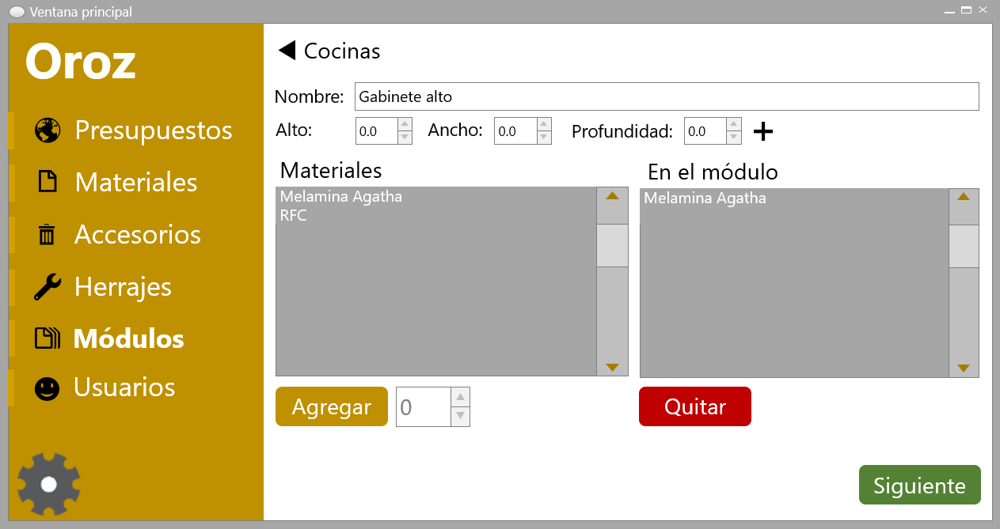 Ventana principal
Oroz
Presupuestos
Materiales
Accesorios
Herrajes
Módulos
Usuarios
Cocinas
Nombre: Gabinete alto
Alto: 0.0 Ancho: 0.0 Profundidad: 0.0
Materiales
Melamina Agatha
RFC
En el módulo
Melamina Agatha
Agregar 0
Quitar
Siguiente